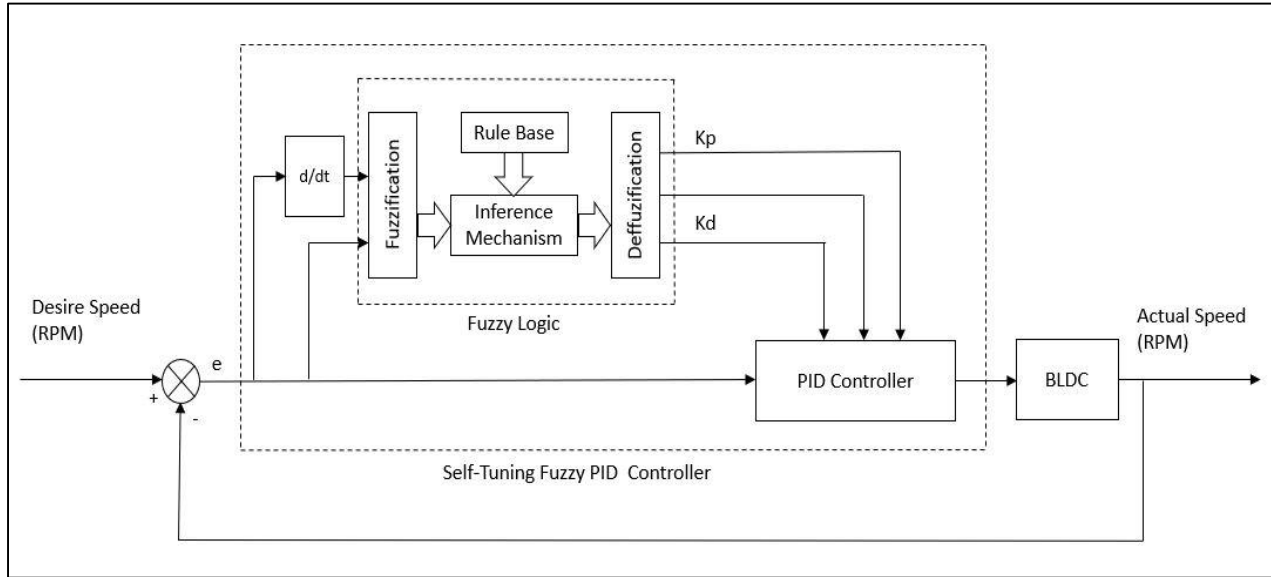 Rule Base
Kp
d/dt
Fuzzification
Inference
Mechanism
Deffuzification
Kd
Fuzzy Logic
Desire Speed
(RPM)
e
+
-
PID Controller
BLDC
Actual Speed
(RPM)
Self-Tuning Fuzzy PID Controller